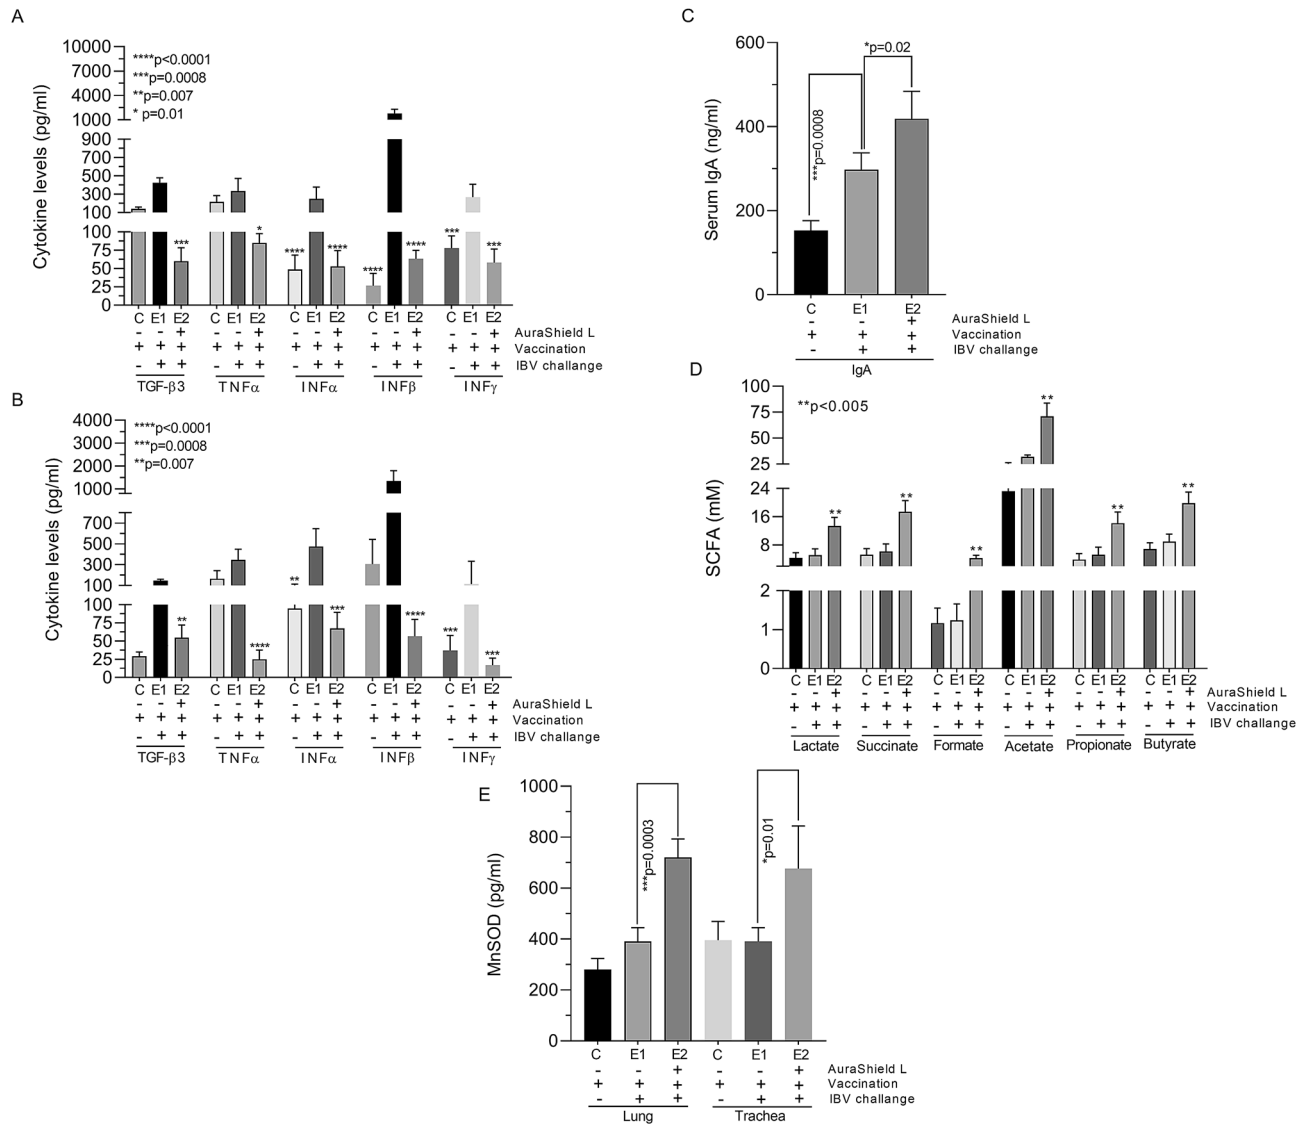 A
10000
7000
4000
1000
900
700
500
300
100
100
75
50
25
0
Cytokine levels (pg/ml)
****p<0.0001
***p=0.0008
**p=0.007
* p=0.01
*** * **** **** **** **** *** ***
C E1 E2 C E1 E2 C E1 E2 C E1 E2 C E1 E2
- - + - - + - - + - - + - - + AuraShield L
+ + + + + + + + + + + + + + + Vaccination
- + + - + + - + + - + + - + + IBV challange
TGF-β3 TNFα INFα INFβ INFγ
B
4000
3000
2000
1000
700
500
300
100
100
75
50
25
0
Cytokine levels (pg/ml)
****p<0.0001
***p=0.0008
**p=0.007
** **** ** *** **** *** ***
C E1 E2 C E1 E2 C E1 E2 C E1 E2 C E1 E2
- - + - - + - - + - - + - - + AuraShield L
+ + + + + + + + + + + + + + + Vaccination
- + + - + + - + + - + + - + + IBV challange
TGF-β3 TNFα INFα INFβ INFγ
C
600
400
200
0
Serum IgA (ng/ml)
***p=0.0008
*p=0.02
C E1 E2
- - + AuraShield L
+ + + Vaccination
- + + IBV challange
IgA
D
100
75
50
25
24
16
8
2
1
0
SCFA (mM)
**p<0.005
** ** ** ** ** **
C E1 E2 C E1 E2 C E1 E2 C E1 E2 C E1 E2 C E1 E2
- - + - - + - - + - - + - - + - - + AuraShield L
+ + + + + + + + + + + + + + + + + + Vaccination
- + + - + + - + + - + + - + + - + + IBV challange
Lactate Succinate Formate Acetate Propionate Butyrate
E
1000
800
600
400
200
0
MnSOD (pg/ml)
***p=0.0003
*p=0.01
C E1 E2 C E1 E2
- - + - - + AuraShield L
+ + + + + + Vaccination
- + + - + + IBV challange
Lung Trachea